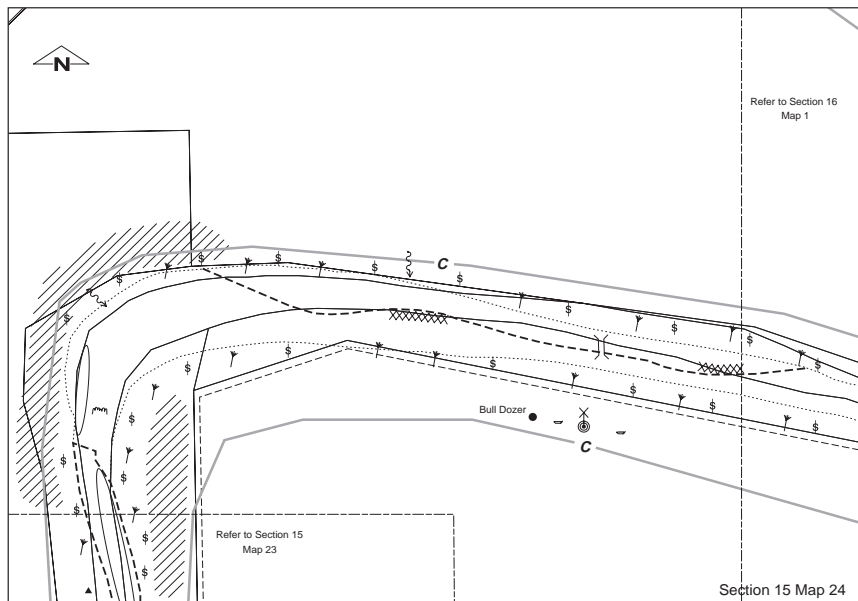 N
Refer to Section 16
Map 1
C
Bull Dozer
C
Refer to Section 15
Map 23
Section 15 Map 24